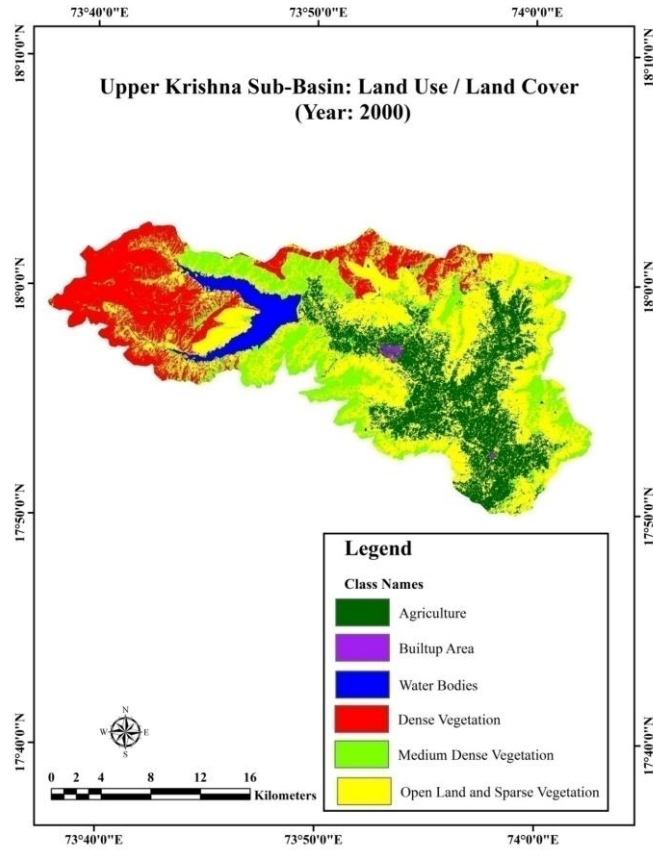 73°40'0"E 73°50'0"E 74°0'0"E
18°10'0"N 18°10'0"N
Upper Krishna Sub-Basin: Land Use / Land Cover
(Year: 2000)
18°0'0"N 18°0'0"N
17°50'0"N 17°50'0"N
Legend
Class Names
Agriculture
Builtup Area
Water Bodies
Dense Vegetation
Medium Dense Vegetation
Open Land and Sparse Vegetation
17°40'0"N 17°40'0"N
N
W E
S
0 2 4 8 12 16
Kilometers
73°40'0"E 73°50'0"E 74°0'0"E